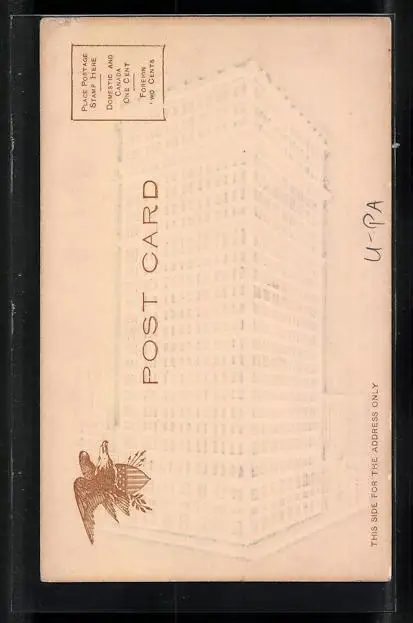 PLACE POSTAGE
STAMP HERE
DOMESTIC AND
CANADA
ONE CENT
FOREIGN
WO CENTS
POST CARD
U-PA
THIS SIDE FOR THE ADDRESS ONLY